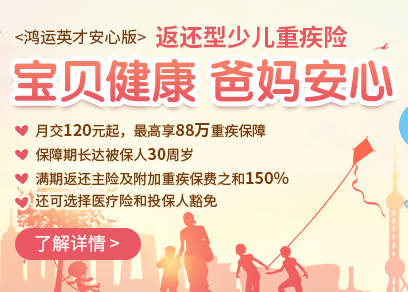 <鸿运英才安心版> 返还型少儿重疾险
宝贝健康 爸妈安心
月交120元起，最高享88万重疾保障
保障期长达被保人30周岁
满期返还主险及附加重疾保费之和150%
还可选择医疗险和投保人豁免
了解详情 >